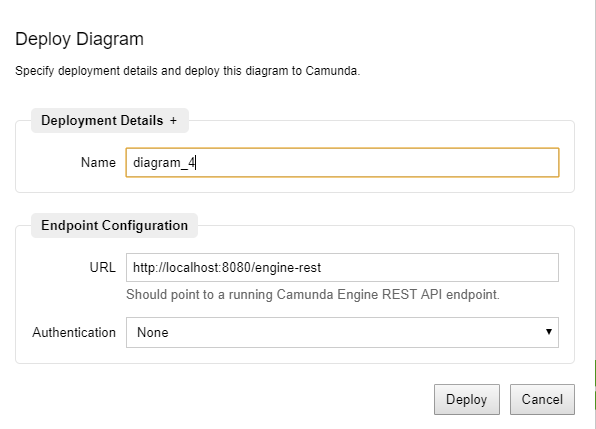 Deploy Diagram
Specify deployment details and deploy this diagram to Camunda.
Deployment Details +
Name diagram_4
Endpoint Configuration
URL http://localhost:8080/engine-rest
Should point to a running Camunda Engine REST API endpoint.
Authentication None
Deploy Cancel